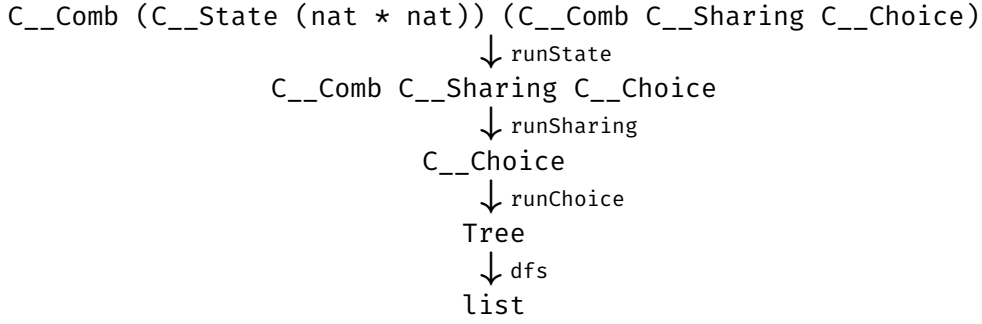 C__Comb (C__State (nat * nat)) (C__Comb C__Sharing C__Choice)
runState
C__Comb C__Sharing C__Choice
runSharing
C__Choice
runChoice
Tree
dfs
list